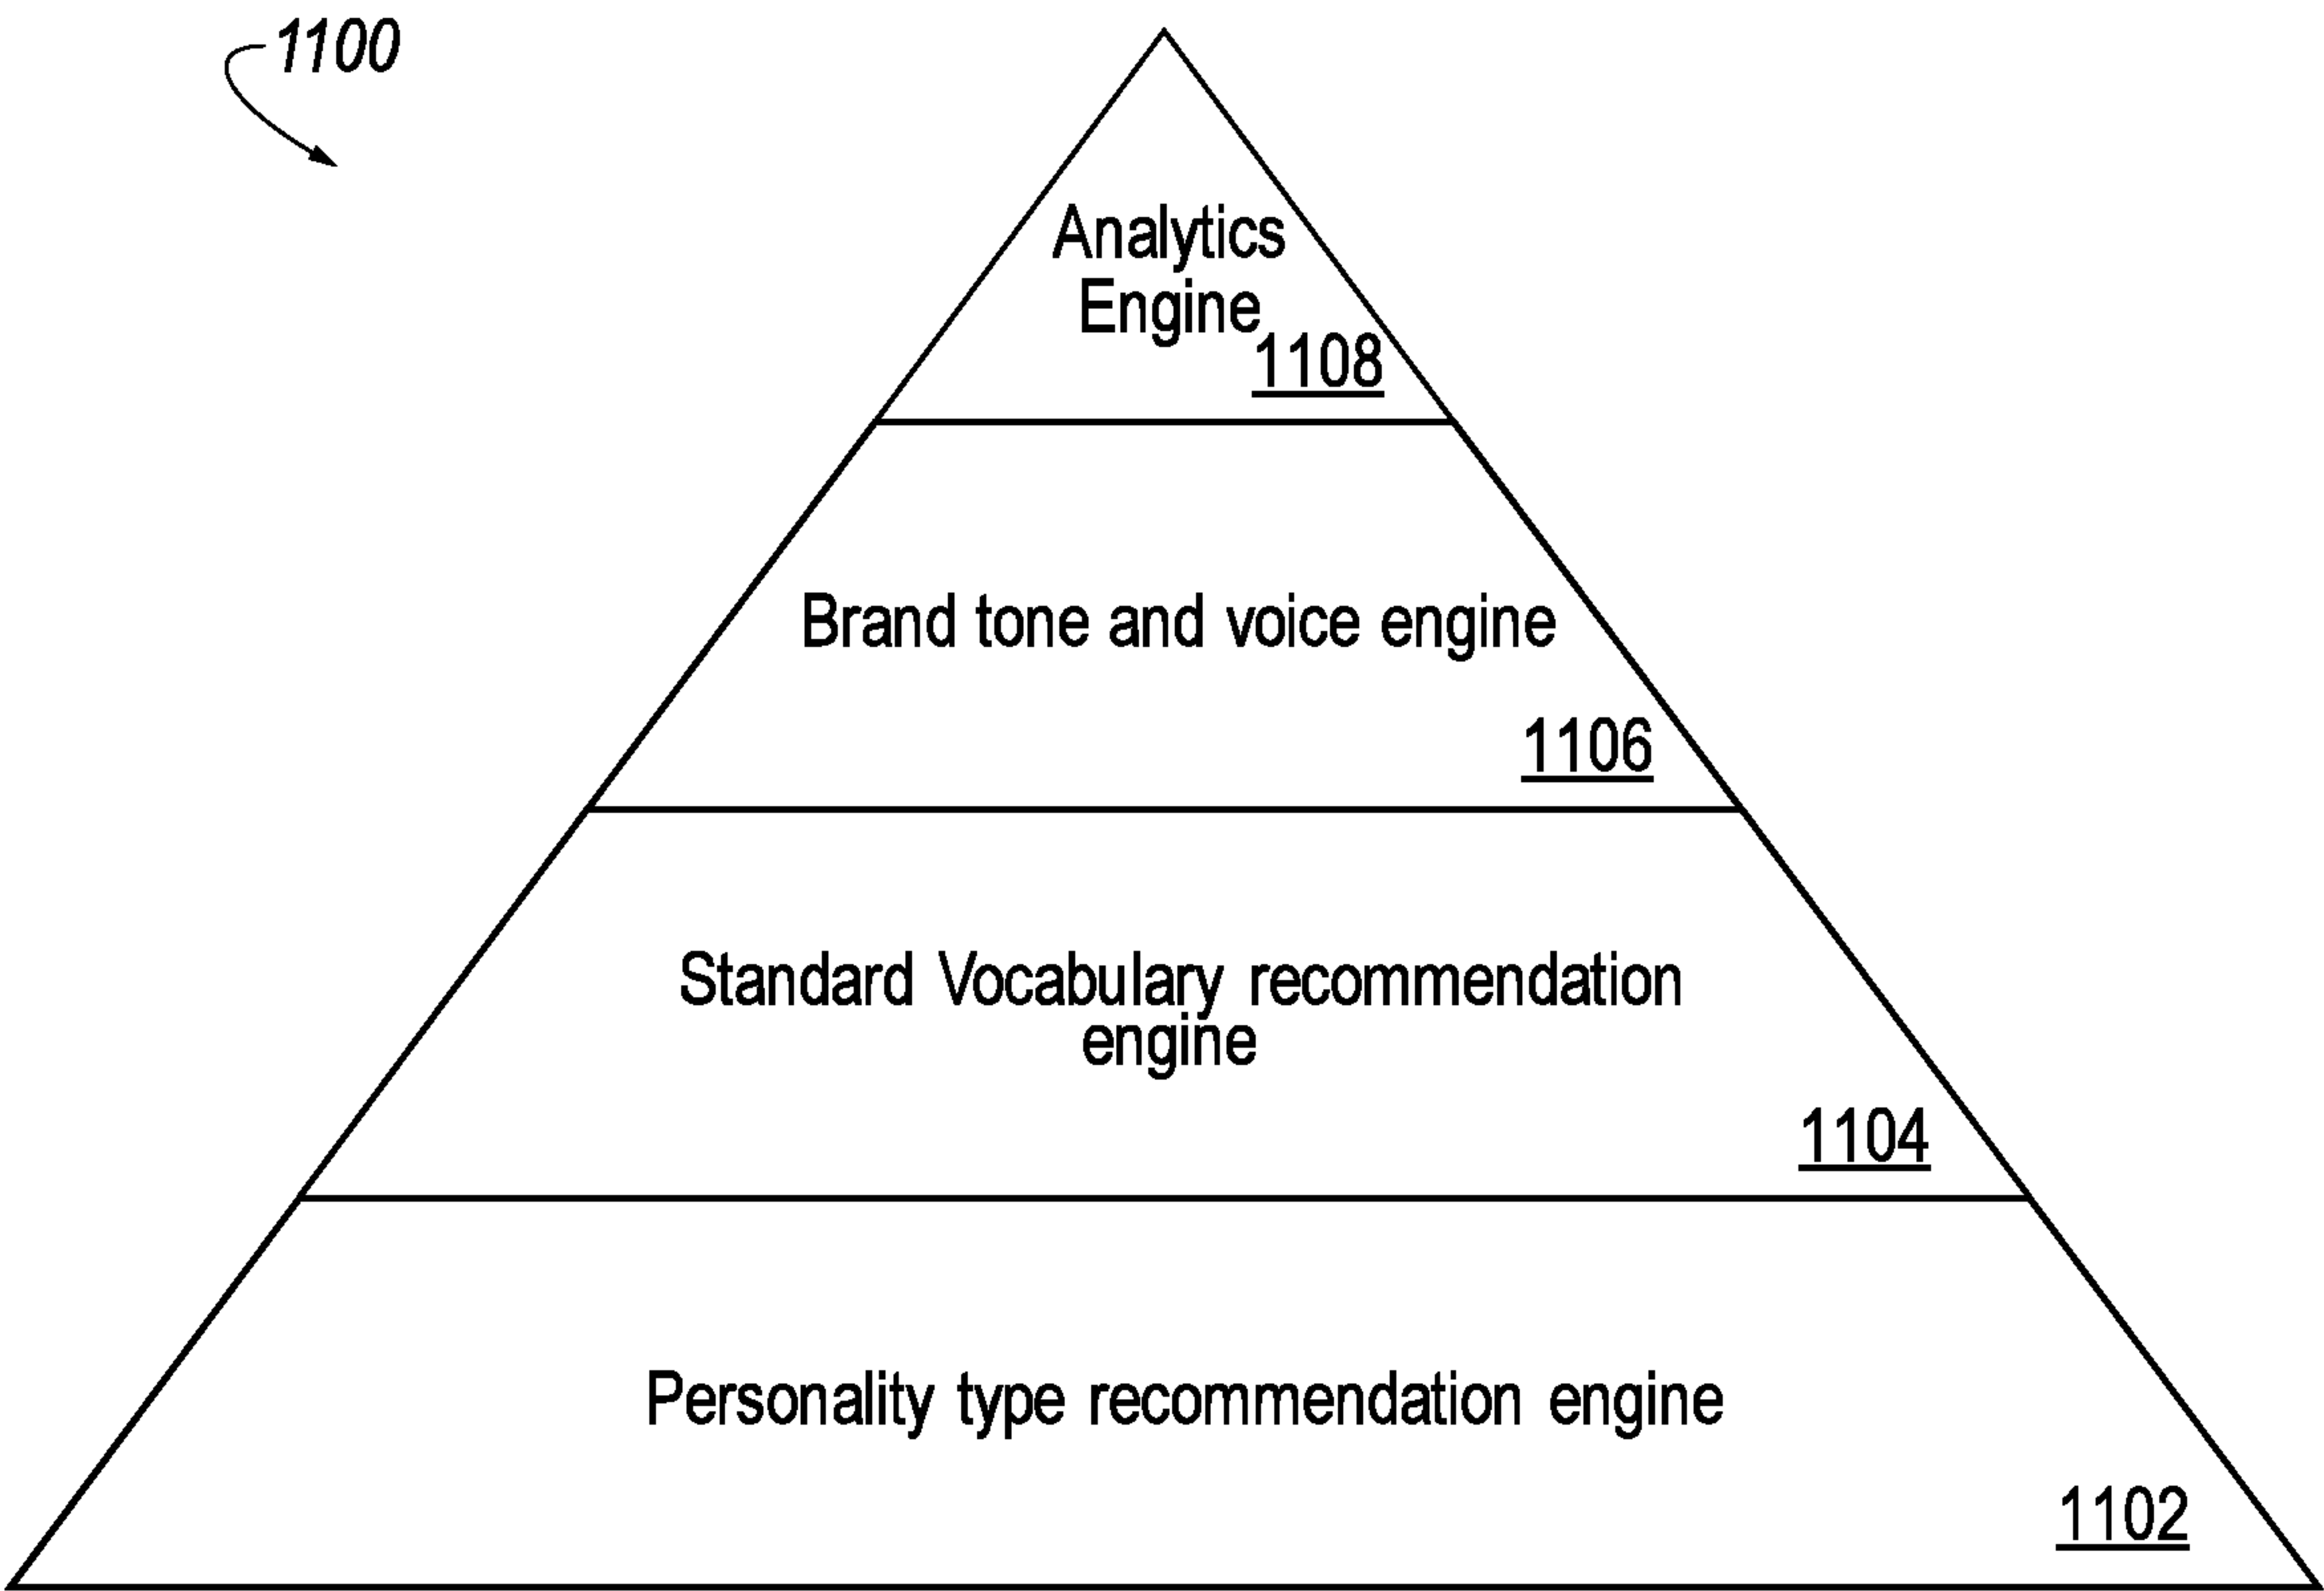 1100
Analytics
Engine
1108
Brand tone and voice engine
1106
Standard Vocabulary recommendation
engine
1104
Personality type recommendation engine
1102